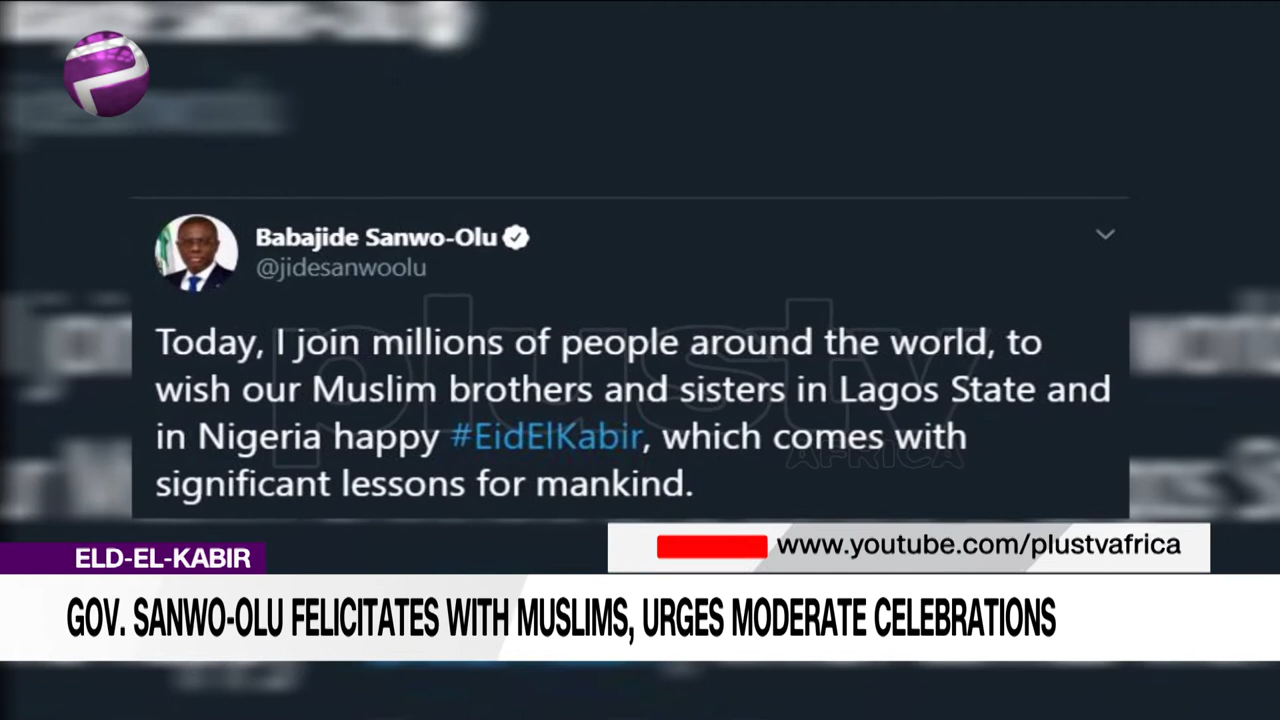 Babajide Sanwo-Olu
@jidesanwoolu
Today, I join millions of people around the world, to
wish our Muslim brothers and sisters in Lagos State and
in Nigeria happy #EidElKabir, which comes with
significant lessons for mankind.
plustv
AFRICA
www.youtube.com/plustvafrica
ELD-EL-KABIR
GOV. SANWO-OLU FELICITATES WITH MUSLIMS, URGES MODERATE CELEBRATIONS